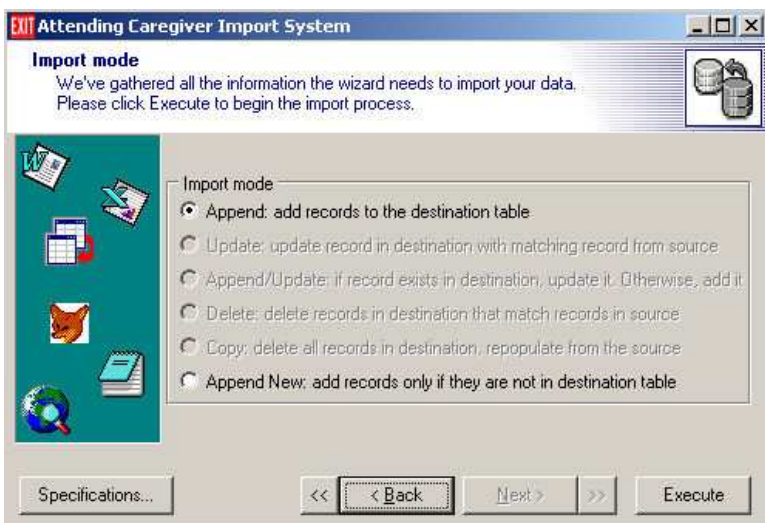 EXIT Attending Caregiver Import System
Import mode
We've gathered all the information the wizard needs to import your data.
Please click Execute to begin the import process.
W
X
Import mode
Append: add records to the destination table
Update: update record in destination with matching record from source
Append/Update: if record exists in destination, update it. Otherwise, add it
Delete: delete records in destination that match records in source
Copy: delete all records in destination, repopulate from the source
Append New: add records only if they are not in destination table
Specifications... << < Back Next > >> Execute